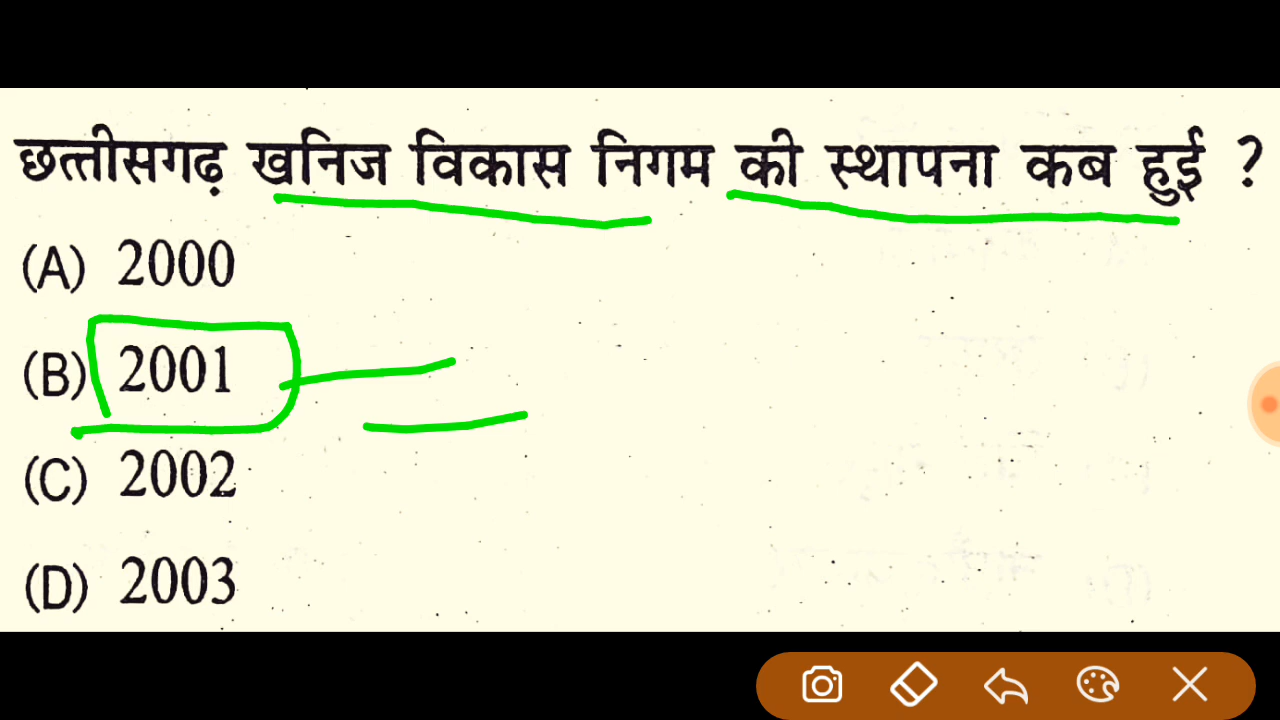 छत्तीसगढ़ खनिज विकास निगम की स्थापना कब हुई ?
(A) 2000
(B) 2001
(C) 2002
(D) 2003